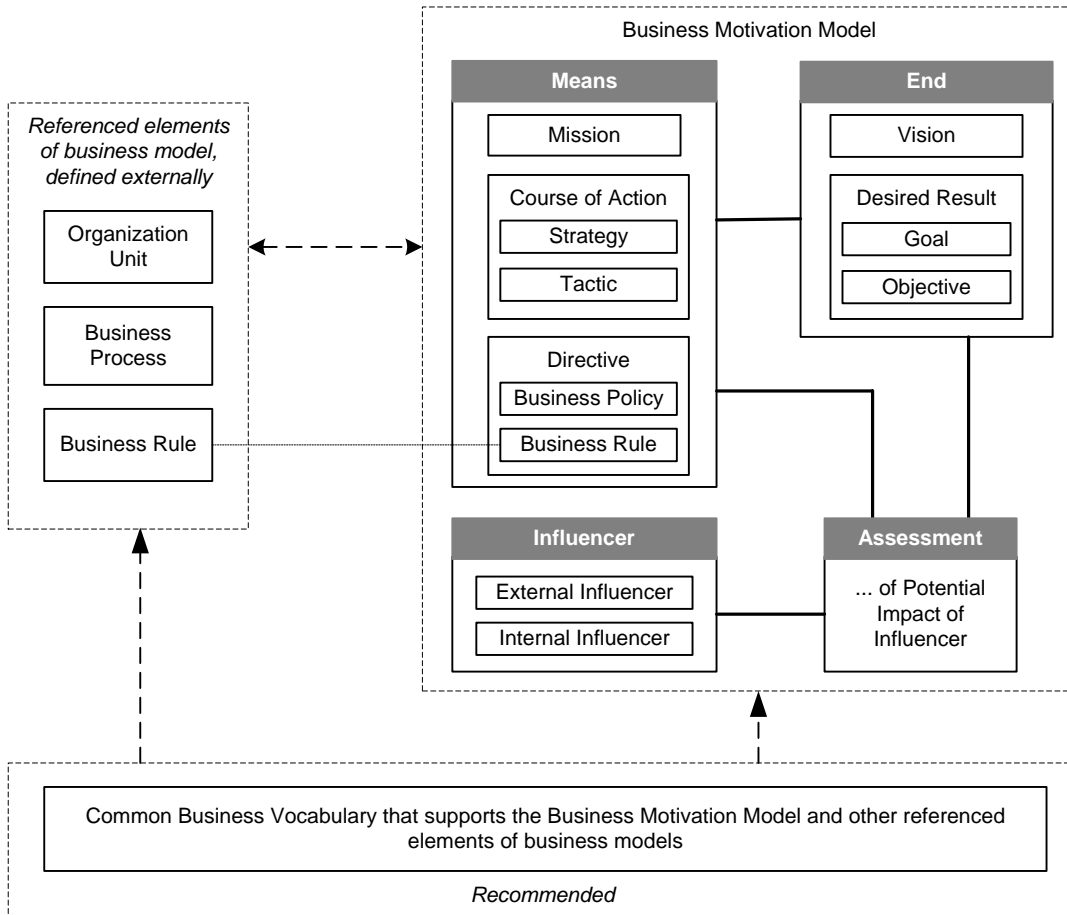 Business Motivation Model
Means
Mission
Course of Action
Strategy
Tactic
Directive
Business Policy
Business Rule
End
Vision
Desired Result
Goal
Objective
Referenced elements
of business model,
defined externally
Organization
Unit
Business
Process
Business Rule
Influencer
External Influencer
Internal Influencer
Assessment
... of Potential
Impact of
Influencer
Common Business Vocabulary that supports the Business Motivation Model and other referenced
elements of business models
Recommended